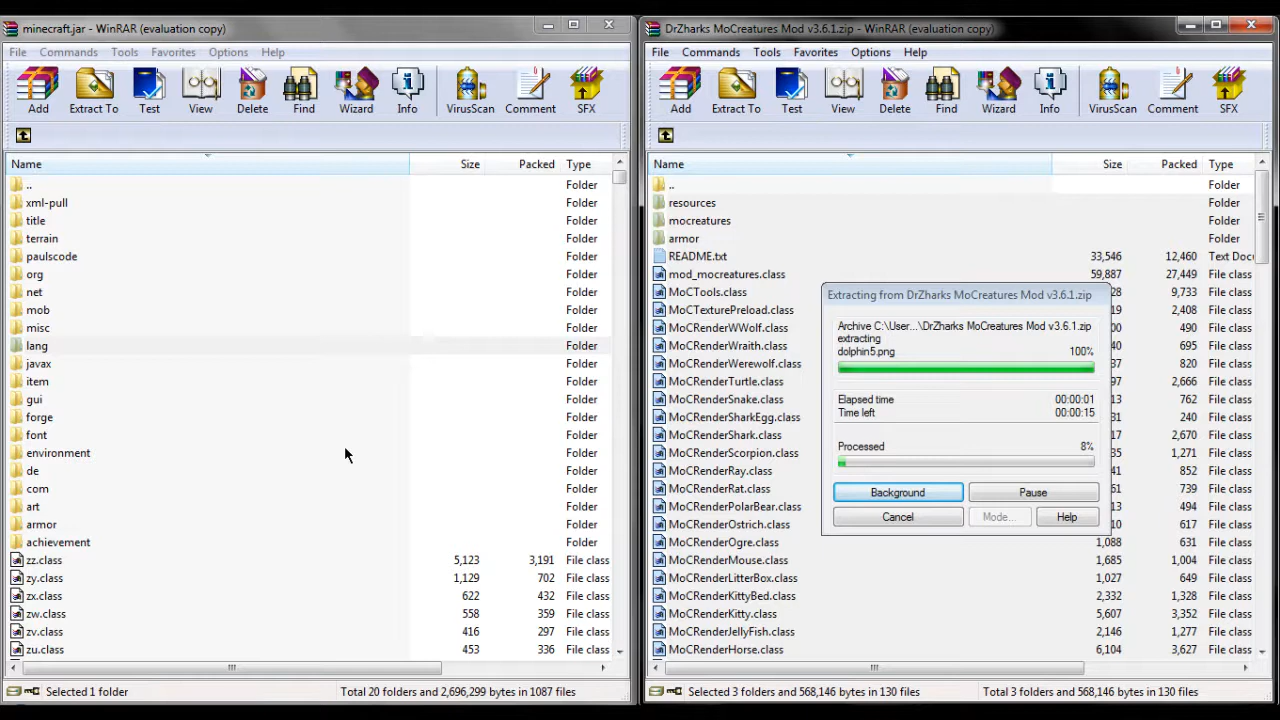 minecraft.jar - WinRAR (evaluation copy)
File Commands Tools Favorites Options Help
Add Extract To Test View Delete Find Wizard Info VirusScan Comment SFX
Name Size Packed Type
.. Folder
xml-pull Folder
title Folder
terrain Folder
paulscode Folder
org Folder
net Folder
mob Folder
misc Folder
lang Folder
javax Folder
item Folder
gui Folder
forge Folder
font Folder
environment Folder
de Folder
com Folder
art Folder
armor Folder
achievement Folder
zz.class 5,123 3,191 File class
zy.class 1,129 702 File class
zx.class 622 432 File class
zw.class 558 359 File class
zv.class 416 297 File class
zu.class 453 336 File class
Selected 1 folder Total 20 folders and 2,696,299 bytes in 1087 files
DrZharks MoCreatures Mod v3.6.1.zip - WinRAR (evaluation copy)
File Commands Tools Favorites Options Help
Add Extract To Test View Delete Find Wizard Info VirusScan Comment SFX
Name Size Packed Type
.. Folder
resources Folder
mocreatures Folder
armor Folder
README.txt 33,546 12,460 Text Docu
mod_mocreatures.class 59,887 27,449 File class
MoCTools.class 28 9,733 File class
MoCTexturePreload.class 16 2,408 File class
MoCRenderWWolf.class 00 490 File class
MoCRenderWraith.class 40 695 File class
MoCRenderWerewolf.class 37 820 File class
MoCRenderTurtle.class 97 2,666 File class
MoCRenderSnake.class 13 762 File class
MoCRenderSharkEgg.class 31 240 File class
MoCRenderShark.class 17 2,670 File class
MoCRenderScorpion.class 35 1,271 File class
MoCRenderRay.class 44 852 File class
MoCRenderRat.class 61 739 File class
MoCRenderPolarBear.class 13 494 File class
MoCRenderOstrich.class 10 1,088 File class
MoCRenderOgre.class 1,088 631 File class
MoCRenderMouse.class 1,685 1,004 File class
MoCRenderLitterBox.class 1,027 649 File class
MoCRenderKittyBed.class 2,332 1,328 File class
MoCRenderKitty.class 5,607 3,352 File class
MoCRenderJellyFish.class 2,146 1,277 File class
MoCRenderHorse.class 6,104 3,627 File class
Selected 3 folders and 568,146 bytes in 130 files Total 3 folders and 568,146 bytes in 130 files
Extracting from DrZharks MoCreatures Mod v3.6.1.zip
Archive C:\User...\DrZharks MoCreatures Mod v3.6.1.zip
extracting
dolphin5.png 100%
Elapsed time 00:00:01
Time left 00:00:15
Processed 8%
Background Pause
Cancel Mode... Help